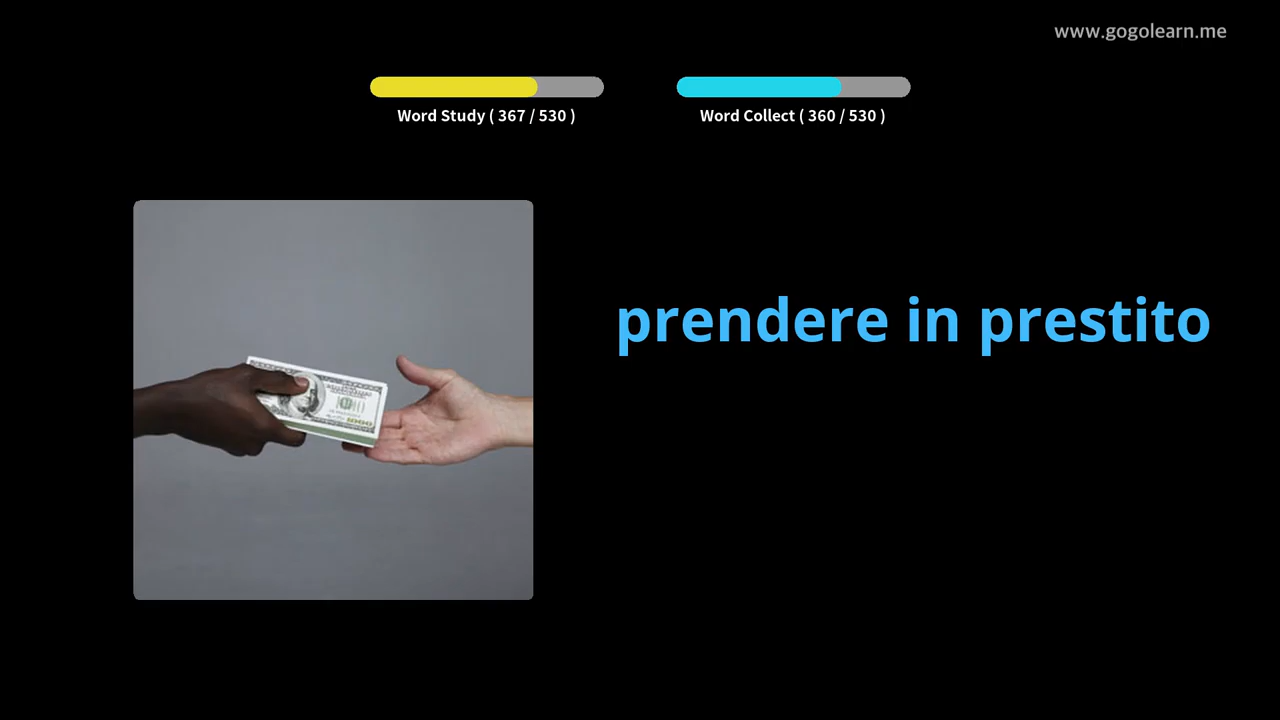 www.gogolearn.me
Word Study ( 367 / 530 )
Word Collect ( 360 / 530 )
prendere in prestito